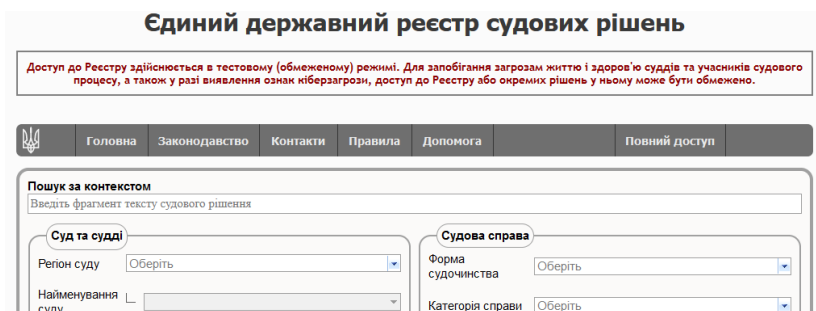 Єдиний державний реєстр судових рішень
Доступ до Реєстру здійснюється в тестовому (обмеженому) режимі. Для запобігання загрозам життю і здоров'ю суддів та учасників судового
процесу, а також у разі виявлення ознак кіберзагрози, доступ до Реєстру або окремих рішень у ньому може бути обмежено.
Головна Законодавство Контакти Правила Допомога Повний доступ
Пошук за контекстом
Введіть фрагмент тексту судового рішення
Суд та судді
Регіон суду Оберіть
Найменування
суду
Судова справа
Форма
судочинства Оберіть
Категорія справи Оберіть